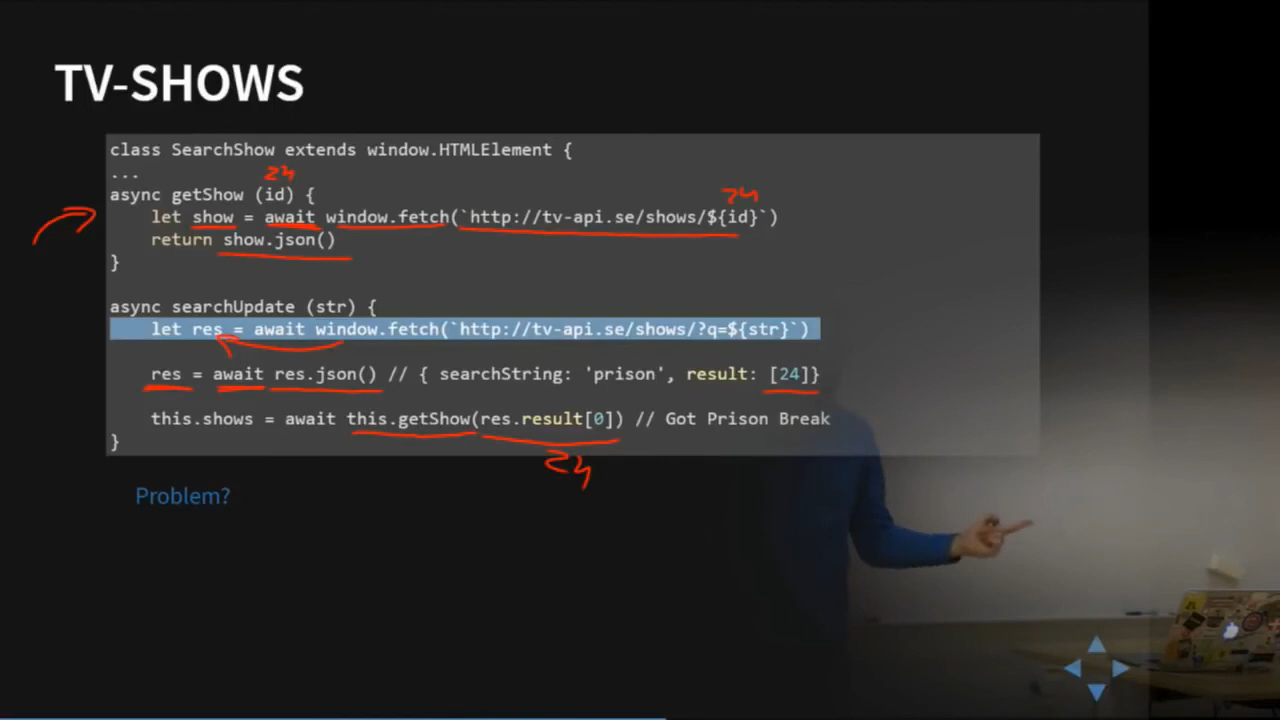 TV-SHOWS
class SearchShow extends window.HTMLElement {
...
24
24
async getShow (id) {
let show = await window.fetch(`http://tv-api.se/shows/${id}`)
return show.json()
}
async searchUpdate (str) {
let res = await window.fetch(`http://tv-api.se/shows/?q=${str}`)
res = await res.json() // { searchString: 'prison', result: [24]}
this.shows = await this.getShow(res.result[0]) // Got Prison Break
}
24
Problem?